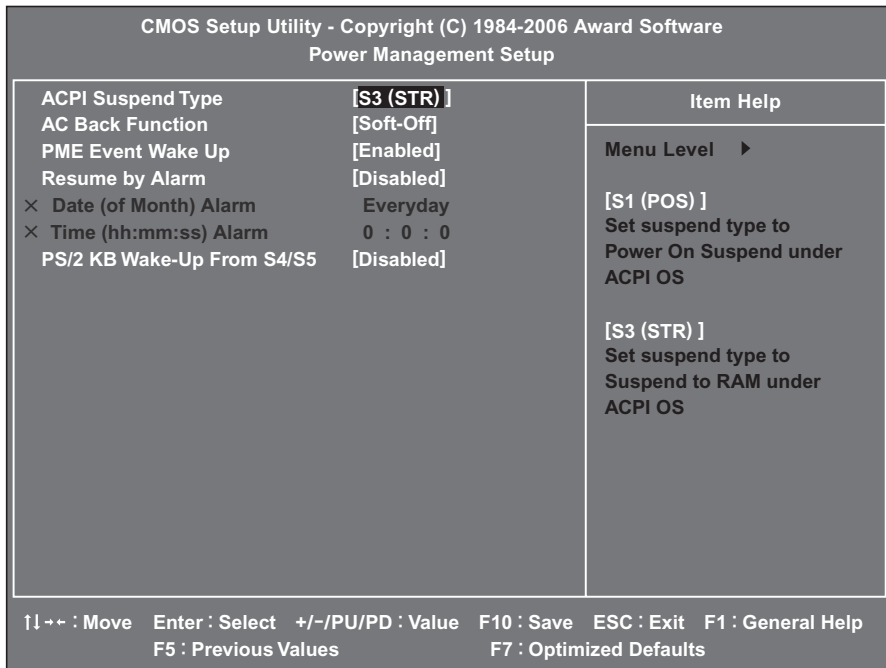 CMOS Setup Utility - Copyright (C) 1984-2006 Award Software
Power Management Setup
ACPI Suspend Type [S3 (STR) ]
AC Back Function [Soft-Off]
PME Event Wake Up [Enabled]
Resume by Alarm [Disabled]
× Date (of Month) Alarm Everyday
× Time (hh:mm:ss) Alarm 0 : 0 : 0
PS/2 KB Wake-Up From S4/S5 [Disabled]
Item Help
Menu Level ▶
[S1 (POS) ]
Set suspend type to
Power On Suspend under
ACPI OS
[S3 (STR) ]
Set suspend type to
Suspend to RAM under
ACPI OS
↑↓→← : Move Enter : Select +/-/PU/PD : Value F10 : Save ESC : Exit F1 : General Help
F5 : Previous Values F7 : Optimized Defaults